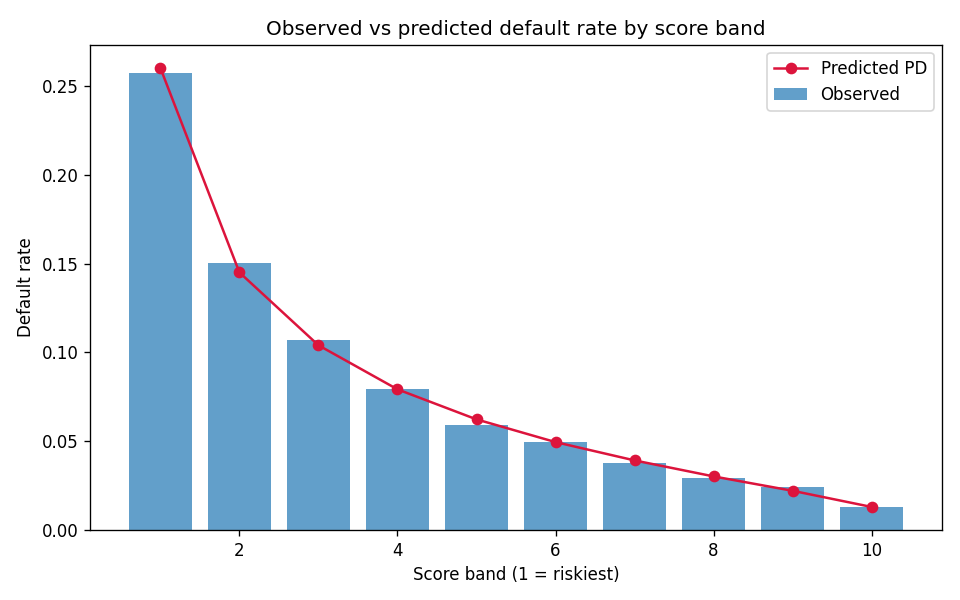 Observed vs predicted default rate by score band
Predicted PD
Observed
Default rate
0.25
0.20
0.15
0.10
0.05
0.00
2 4 6 8 10
Score band (1 = riskiest)